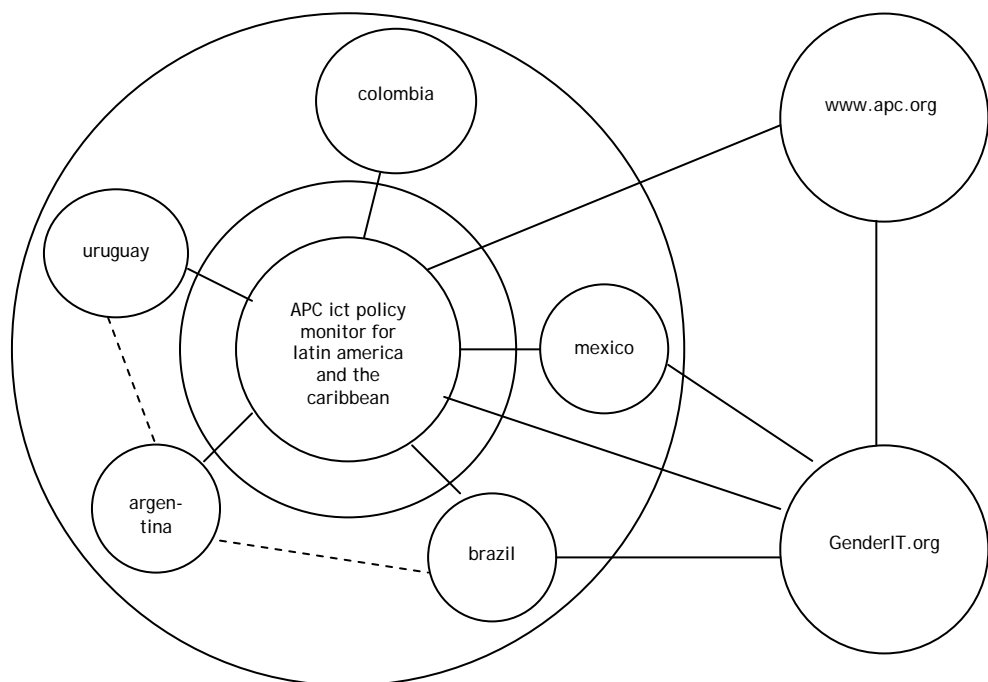 colombia
www.apc.org
uruguay
APC ict policy
monitor for
latin america
and the
caribbean
mexico
argen-
tina
brazil
GenderIT.org